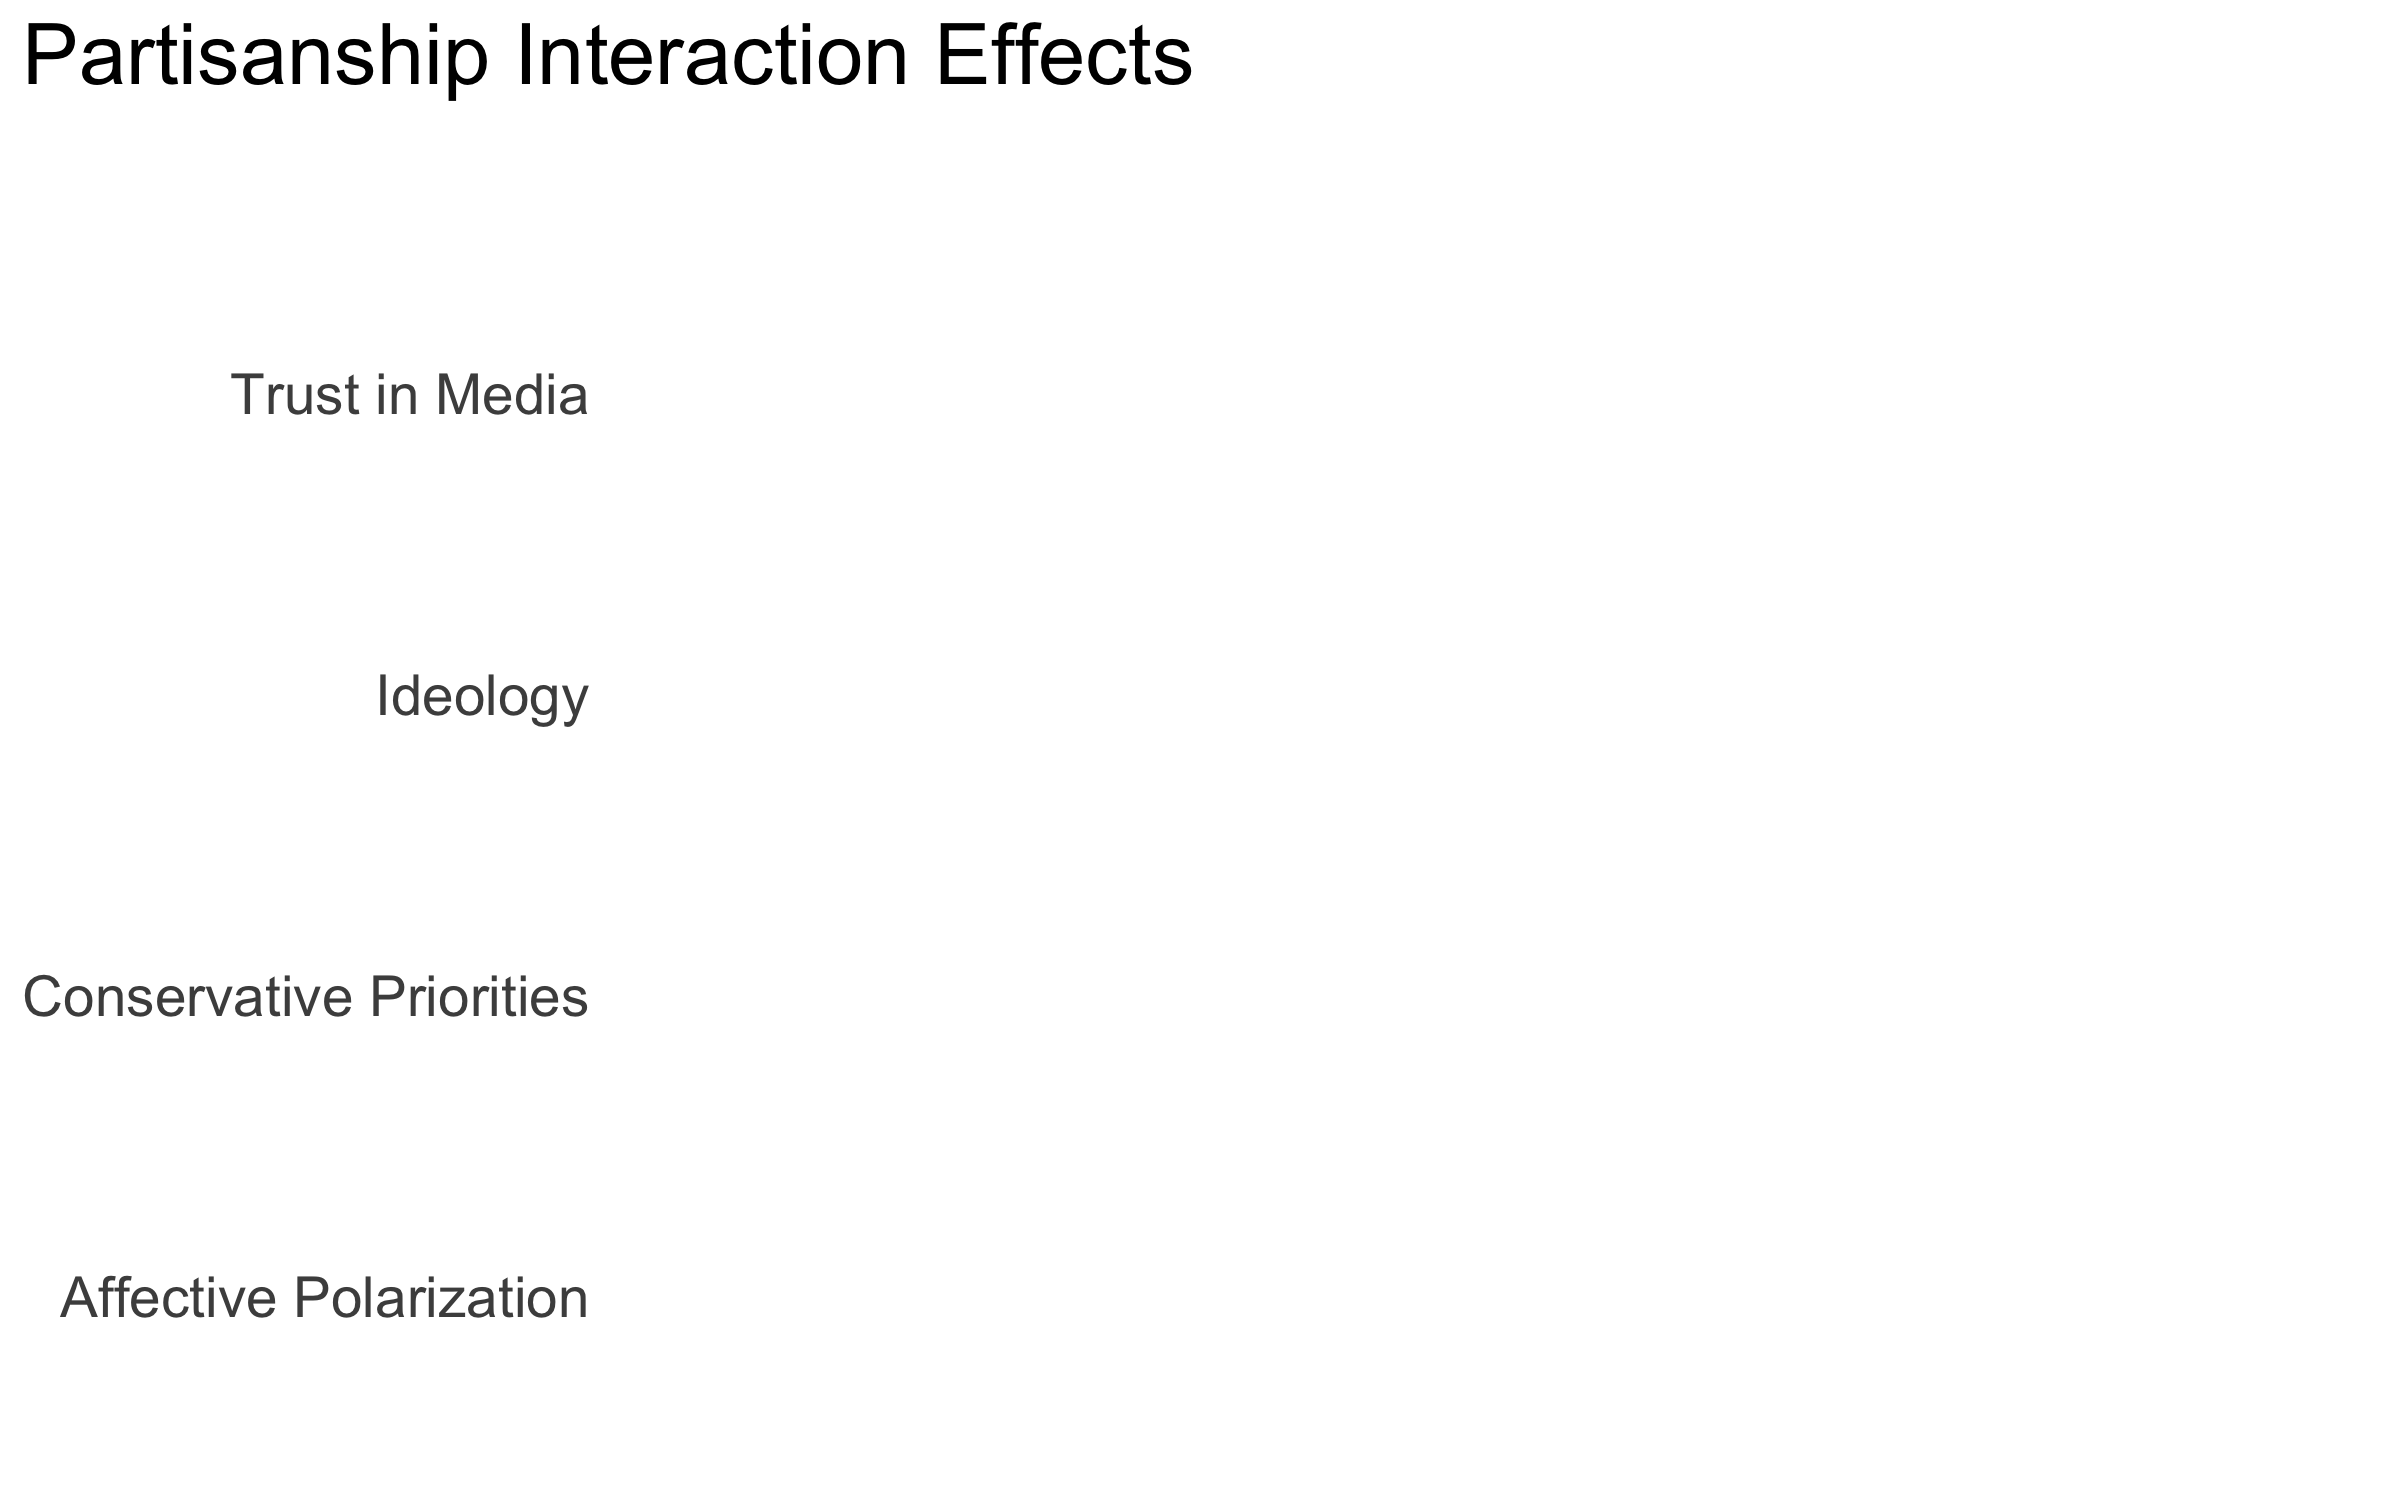 Partisanship Interaction Effects
Trust in Media
Ideology
Conservative Priorities
Affective Polarization